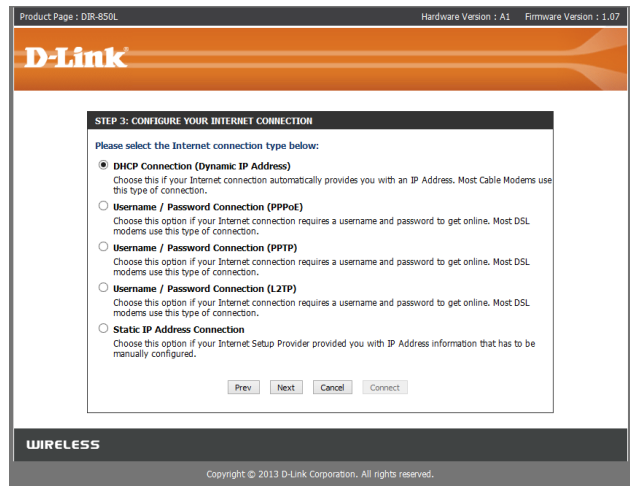 Product Page : DIR-850L Hardware Version : A1 Firmware Version : 1.07
D-Link
STEP 3: CONFIGURE YOUR INTERNET CONNECTION
Please select the Internet connection type below:
DHCP Connection (Dynamic IP Address)
Choose this if your Internet connection automatically provides you with an IP Address. Most Cable Modems use
this type of connection.
Username / Password Connection (PPPoE)
Choose this option if your Internet connection requires a username and password to get online. Most DSL
modems use this type of connection.
Username / Password Connection (PPTP)
Choose this option if your Internet connection requires a username and password to get online. Most DSL
modems use this type of connection.
Username / Password Connection (L2TP)
Choose this option if your Internet connection requires a username and password to get online. Most DSL
modems use this type of connection.
Static IP Address Connection
Choose this option if your Internet Setup Provider provided you with IP Address information that has to be
manually configured.
Prev Next Cancel Connect
WIRELESS
Copyright © 2013 D-Link Corporation. All rights reserved.